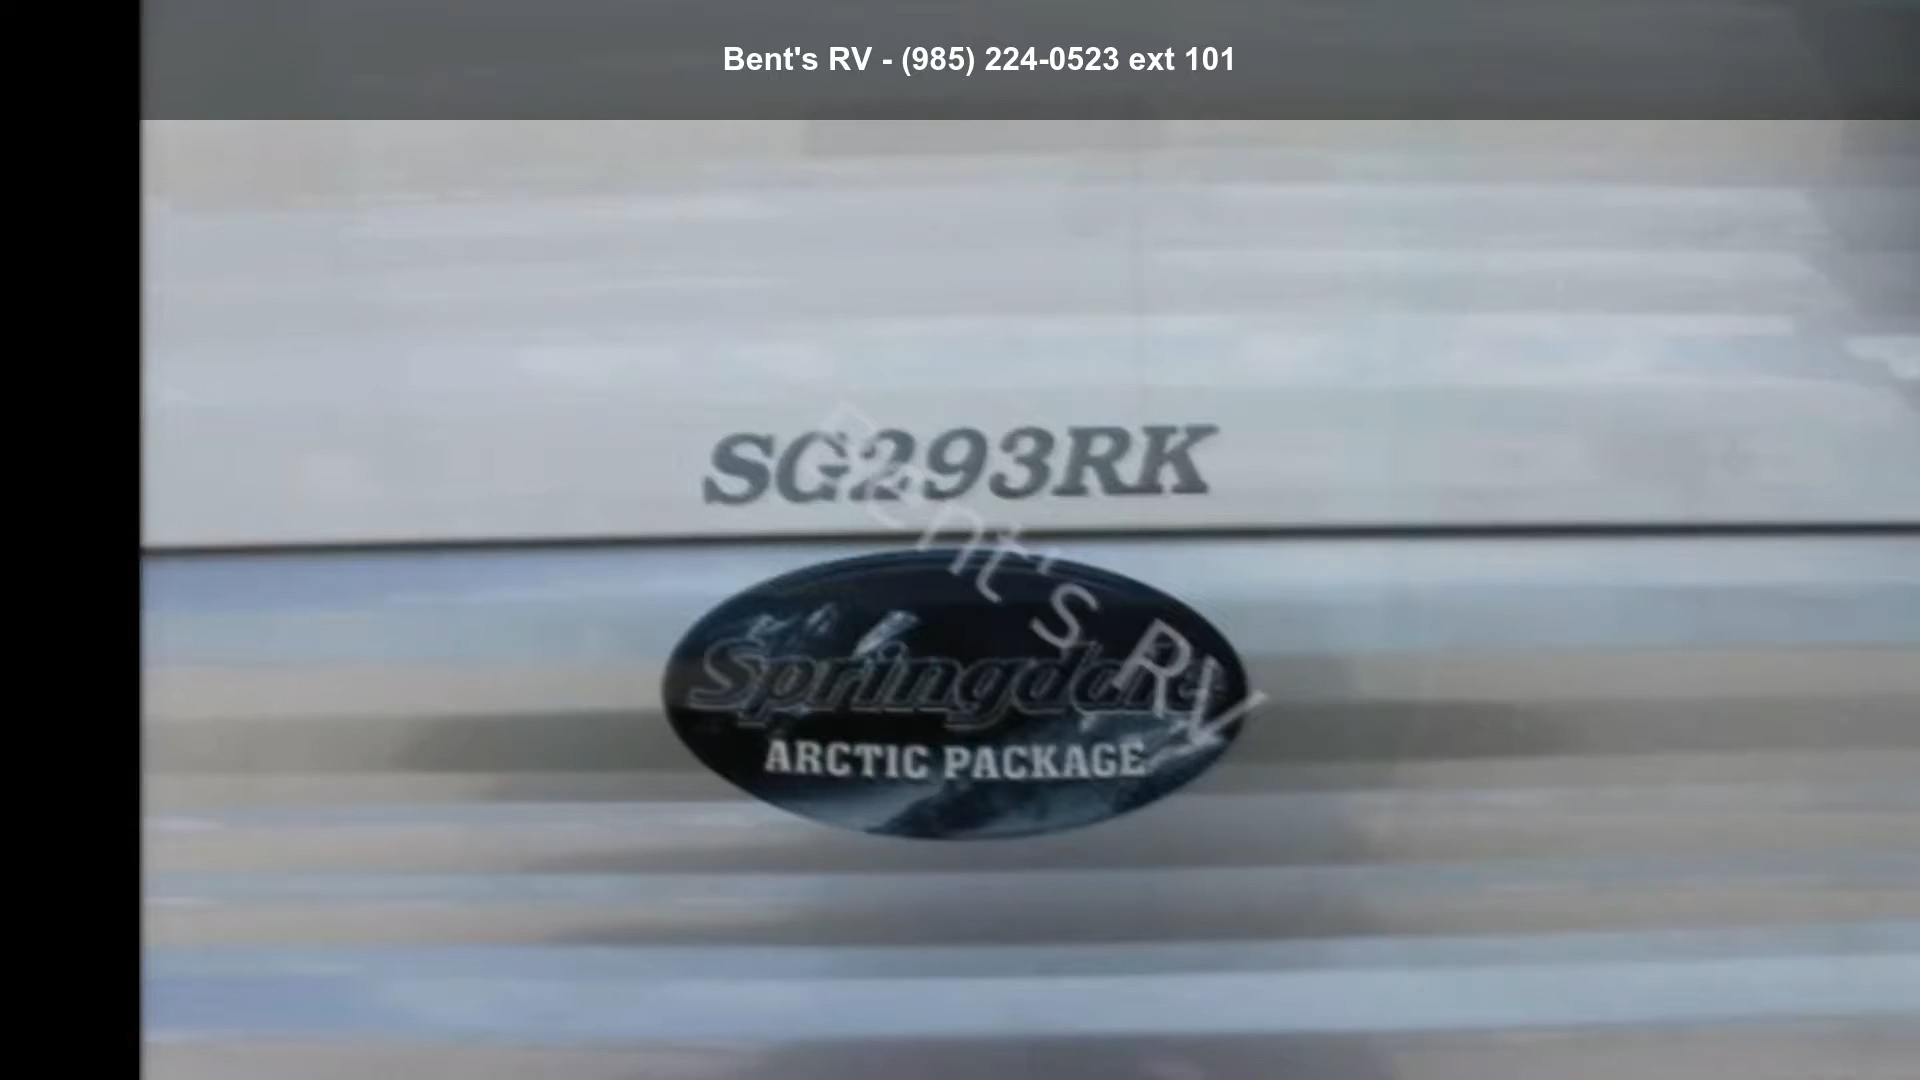 Bent's RV - (985) 224-0523 ext 101
SG293RK
Bent's RV
Springdale
ARCTIC PACKAGE